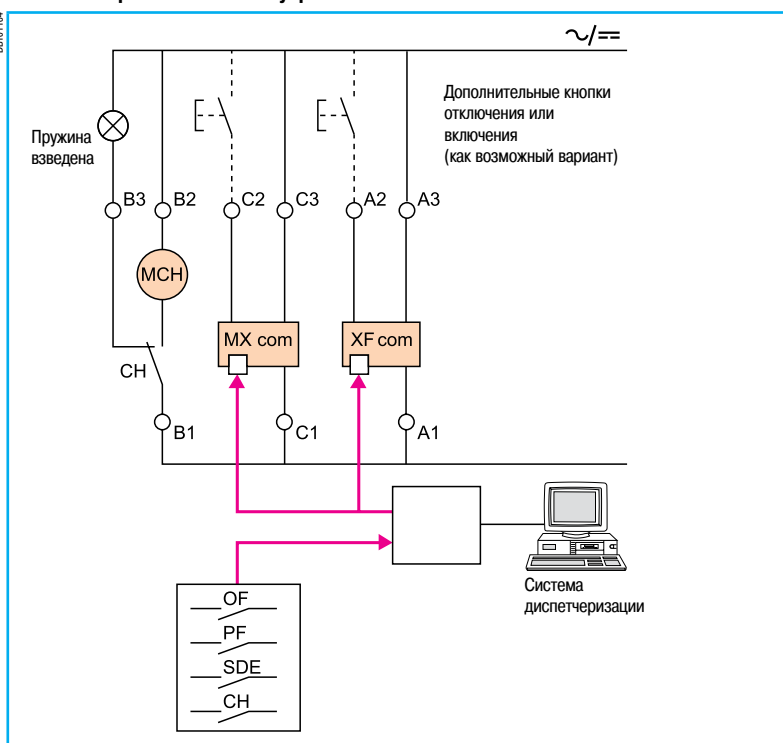 Пружина
взведена
Дополнительные кнопки
отключения или
включения
(как возможный вариант)
B3
B2
C2
C3
A2
A3
MCH
MX com
XF com
CH
B1
C1
A1
Система
диспетчеризации
OF
PF
SDE
CH